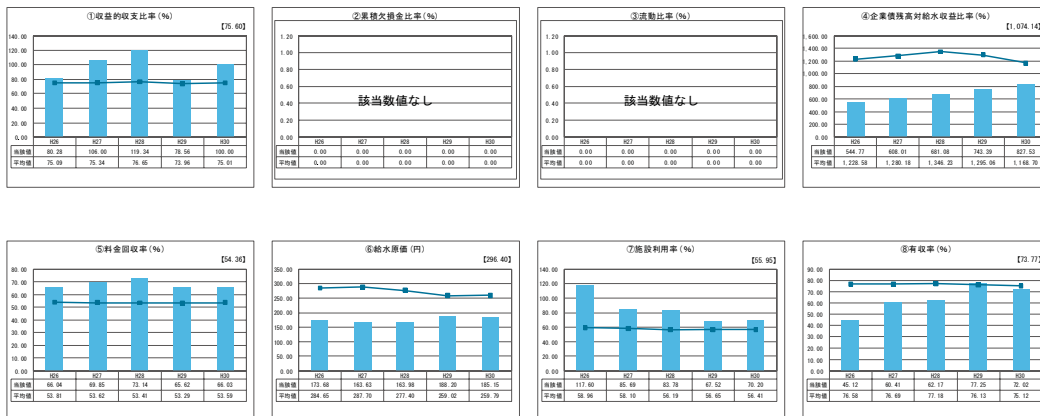 ①収益的収支比率(%)
【75.60】
140.00
120.00
100.00
80.00
60.00
40.00
20.00
0.00
H26 H27 H28 H29 H30
当該値 80.28 106.00 119.34 78.56 100.00
平均値 75.09 75.34 76.65 73.96 75.01
②累積欠損金比率(%)
1.20
1.00
0.80
0.60
0.40
0.20
0.00
該当数値なし
H26 H27 H28 H29 H30
当該値 0.00 0.00 0.00 0.00 0.00
平均値 0.00 0.00 0.00 0.00 0.00
③流動比率(%)
1.20
1.00
0.80
0.60
0.40
0.20
0.00
該当数値なし
H26 H27 H28 H29 H30
当該値 0.00 0.00 0.00 0.00 0.00
平均値 0.00 0.00 0.00 0.00 0.00
④企業債残高対給水収益比率(%)
【1,074.14】
1,600.00
1,400.00
1,200.00
1,000.00
800.00
600.00
400.00
200.00
0.00
H26 H27 H28 H29 H30
当該値 544.77 608.01 681.08 743.39 827.53
平均値 1,228.58 1,280.18 1,346.23 1,295.06 1,168.70
⑤料金回収率(%)
【54.36】
80.00
70.00
60.00
50.00
40.00
30.00
20.00
10.00
0.00
H26 H27 H28 H29 H30
当該値 66.04 69.85 73.14 65.62 66.03
平均値 53.81 53.62 53.41 53.29 53.59
⑥給水原価(円)
【296.40】
350.00
300.00
250.00
200.00
150.00
100.00
50.00
0.00
H26 H27 H28 H29 H30
当該値 173.68 163.63 163.98 188.20 185.15
平均値 284.65 287.70 277.40 259.02 259.79
⑦施設利用率(%)
【55.95】
140.00
120.00
100.00
80.00
60.00
40.00
20.00
0.00
H26 H27 H28 H29 H30
当該値 117.60 85.69 83.78 67.52 70.20
平均値 58.96 58.10 56.19 56.65 56.41
⑧有収率(%)
【73.77】
90.00
80.00
70.00
60.00
50.00
40.00
30.00
20.00
10.00
0.00
H26 H27 H28 H29 H30
当該値 45.12 60.41 62.17 77.25 72.02
平均値 76.58 76.69 77.18 76.13 75.12